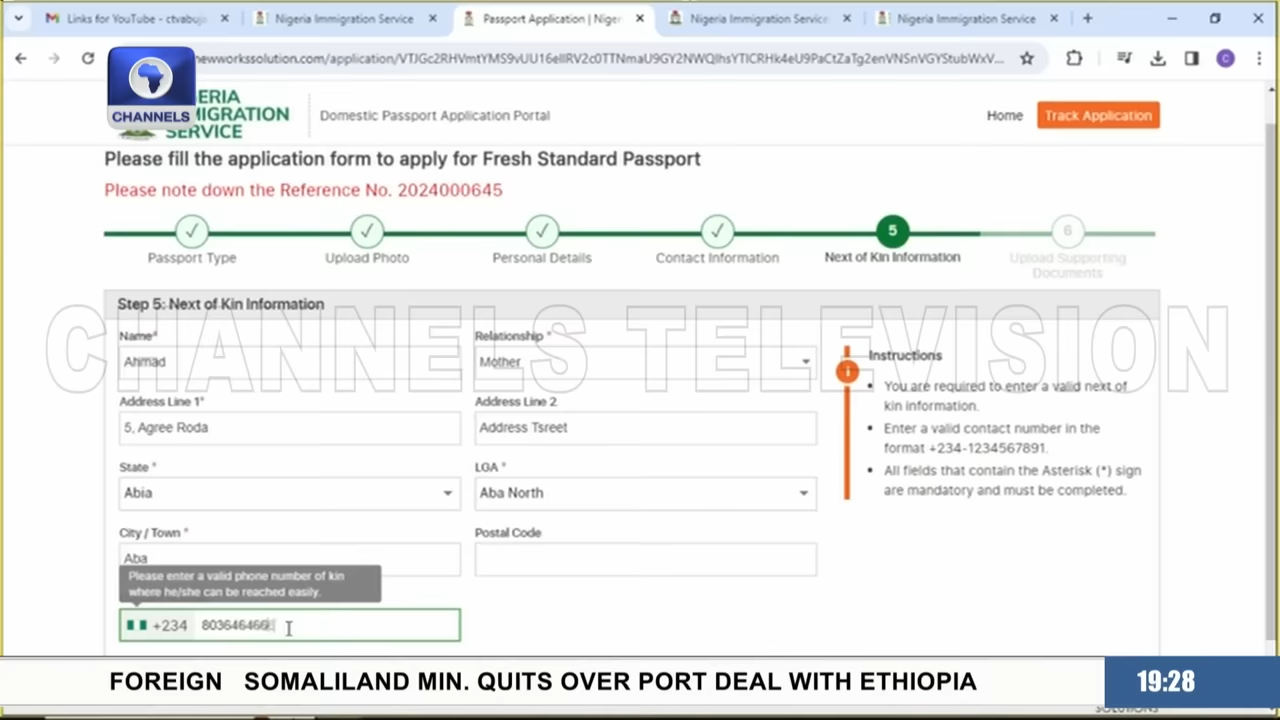 Links for YouTube - ctvabuj
Nigeria Immigration Service
Passport Application | Niger
Nigeria Immigration Service
Nigeria Immigration Service
CHANNELS
IMMIGRATION
SERVICE
Domestic Passport Application Portal
Home
Track Application
Please fill the application form to apply for Fresh Standard Passport
Please note down the Reference No. 2024000645
5
6
Passport Type
Upload Photo
Personal Details
Contact Information
Next of Kin Information
Upload Supporting
Documents
Step 5: Next of Kin Information
CHANNELS TELEVISION
Name*
Relationship *
Ahmad
Mother
Address Line 1*
Address Line 2
5, Agree Roda
Address Tsreet
State *
LGA *
Abia
Aba North
City / Town *
Postal Code
Aba
Please enter a valid phone number of kin
where he/she can be reached easily.
+234
Instructions
• You are required to enter a valid next of
kin information.
• Enter a valid contact number in the
format +234-1234567891.
• All fields that contain the Asterisk (*) sign
are mandatory and must be completed.
FOREIGN SOMALILAND MIN. QUITS OVER PORT DEAL WITH ETHIOPIA
19:28